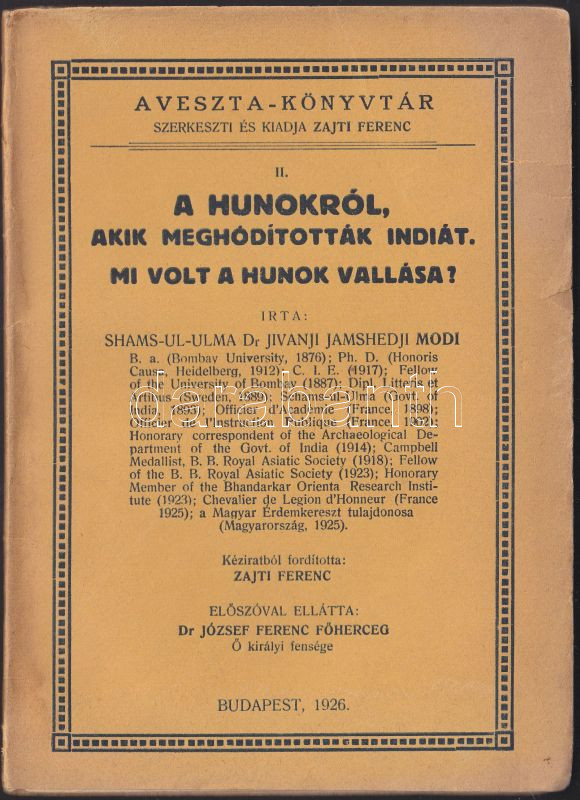 AVESZTA-KÖNYVTÁR
SZERKESZTI ÉS KIADJA ZAJTI FERENC
II.
A HUNOKRÓL,
AKIK MEGHÓDÍTOTTÁK INDIÁT.
MI VOLT A HUNOK VALLÁSA?
IRTA:
SHAMS-UL-ULMA Dr JIVANJI JAMSHEDJI MODI
B. a. (Bombay University, 1876); Ph. D. (Honoris
Caus Heidelberg, 1912) C. I. E. (1917); Fellow
of the University of Bombay (1887); Dipl. Litteris et
Artibus (Sweden, 1889); Schams-ul-Ulma (Govt. of
India, 1893); Officier d'Académie (France, 1898);
Officier de l'Instruction Publique (France, 1902);
Honorary correspondent of the Archaeological De-
partment of the Govt. of India (1914); Campbell
Medallist, B. B. Royal Asiatic Society (1918); Fellow
of the B. B. Royal Asiatic Society (1923); Honorary
Member of the Bhandarkar Orienta Research Insti-
tute (1923); Chevalier de Legion d'Honneur (France
1925); a Magyar Érdemkereszt tulajdonosa
(Magyarország, 1925).
Kéziratból fordította:
ZAJTI FERENC
ELŐSZÓVAL ELLÁTTA:
Dr JÓZSEF FERENC FŐHERCEG
Ő királyi fensége
BUDAPEST, 1926.
darabanth